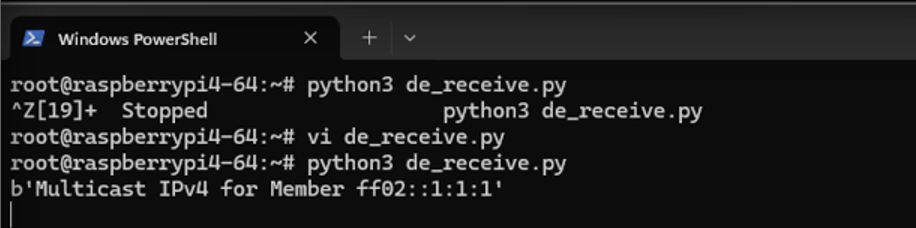 Windows PowerShell
root@raspberrypi4-64:~# python3 de_receive.py
^Z[19]+  Stopped                 python3 de_receive.py
root@raspberrypi4-64:~# vi de_receive.py
root@raspberrypi4-64:~# python3 de_receive.py
b'Multicast IPv4 for Member ff02::1:1:1'